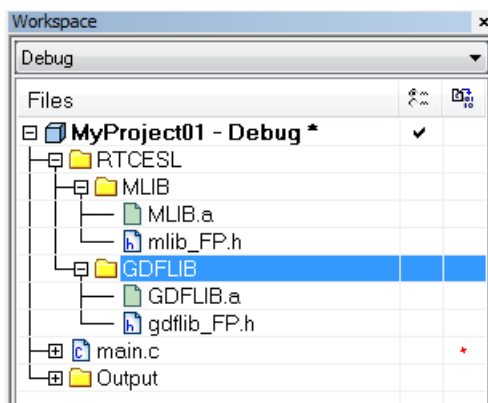 Workspace
Debug
Files
MyProject01 - Debug *
RTCESL
MLIB
MLIB.a
mlib_FP.h
GDFLIB
GDFLIB.a
gdflib_FP.h
main.c
Output